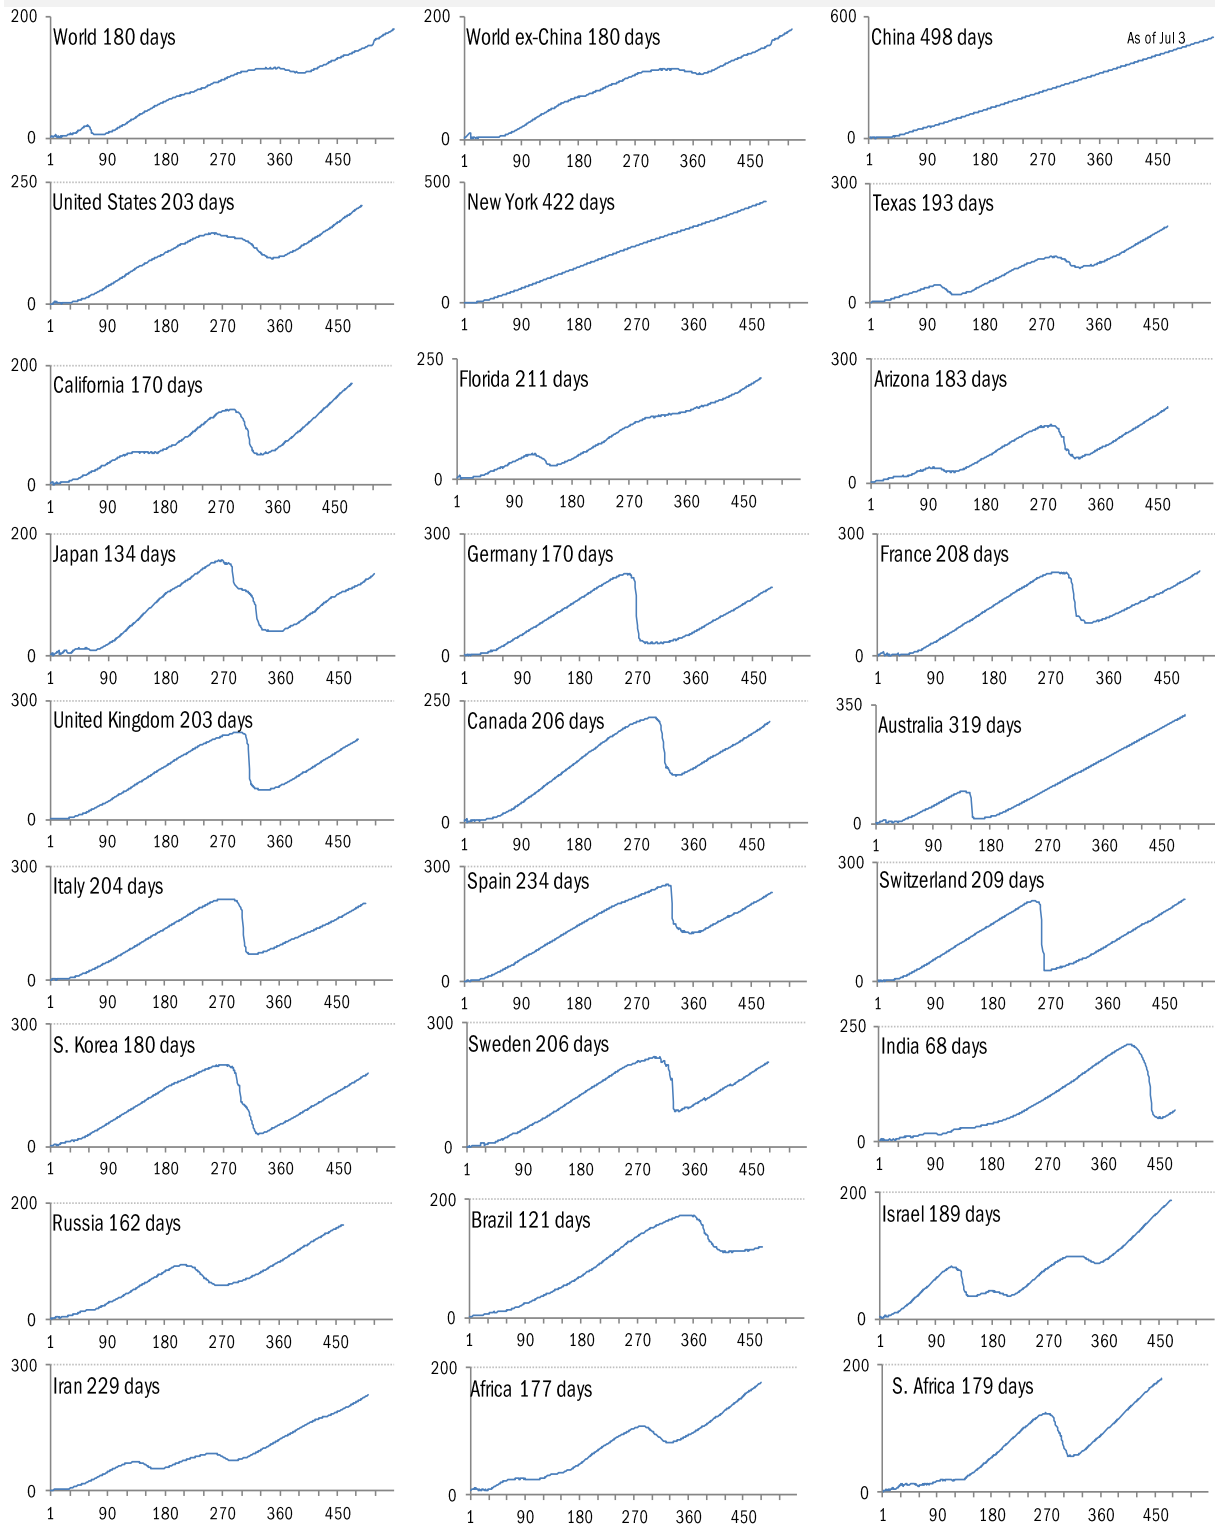 200
World 180 days
0
1 90 180 270 360 450
200
World ex-China 180 days
0
1 90 180 270 360 450
600
China 498 days
As of Jul 3
0
1 90 180 270 360 450
250
United States 203 days
0
1 90 180 270 360 450
500
New York 422 days
0
1 90 180 270 360 450
300
Texas 193 days
0
1 90 180 270 360 450
200
California 170 days
0
1 90 180 270 360 450
250
Florida 211 days
0
1 90 180 270 360 450
300
Arizona 183 days
0
1 90 180 270 360 450
200
Japan 134 days
0
1 90 180 270 360 450
300
Germany 170 days
0
1 90 180 270 360 450
300
France 208 days
0
1 90 180 270 360 450
300
United Kingdom 203 days
0
1 90 180 270 360 450
250
Canada 206 days
0
1 90 180 270 360 450
350
Australia 319 days
0
1 90 180 270 360 450
300
Italy 204 days
0
1 90 180 270 360 450
300
Spain 234 days
0
1 90 180 270 360 450
300
Switzerland 209 days
0
1 90 180 270 360 450
300
S. Korea 180 days
0
1 90 180 270 360 450
300
Sweden 206 days
0
1 90 180 270 360 450
250
India 68 days
0
1 90 180 270 360 450
200
Russia 162 days
0
1 90 180 270 360 450
200
Brazil 121 days
0
1 90 180 270 360 450
200
Israel 189 days
0
1 90 180 270 360 450
300
Iran 229 days
0
1 90 180 270 360 450
200
Africa 177 days
0
1 90 180 270 360 450
200
S. Africa 179 days
0
1 90 180 270 360 450